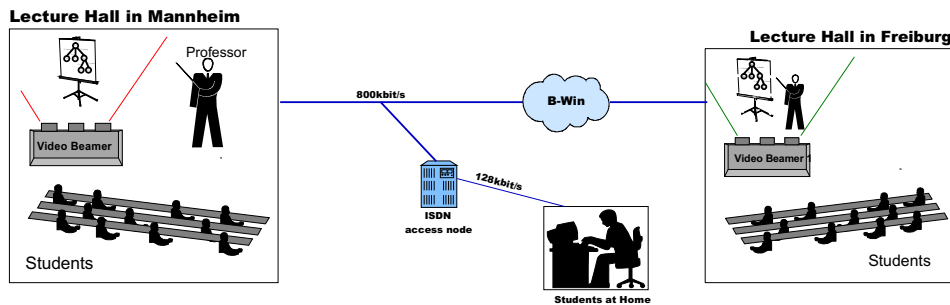 Lecture Hall in Mannheim
Professor
Video Beamer
Students
800kbit/s
B-Win
128kbit/s
ISDN
access node
Students at Home
Lecture Hall in Freiburg
Video Beamer 1
Students